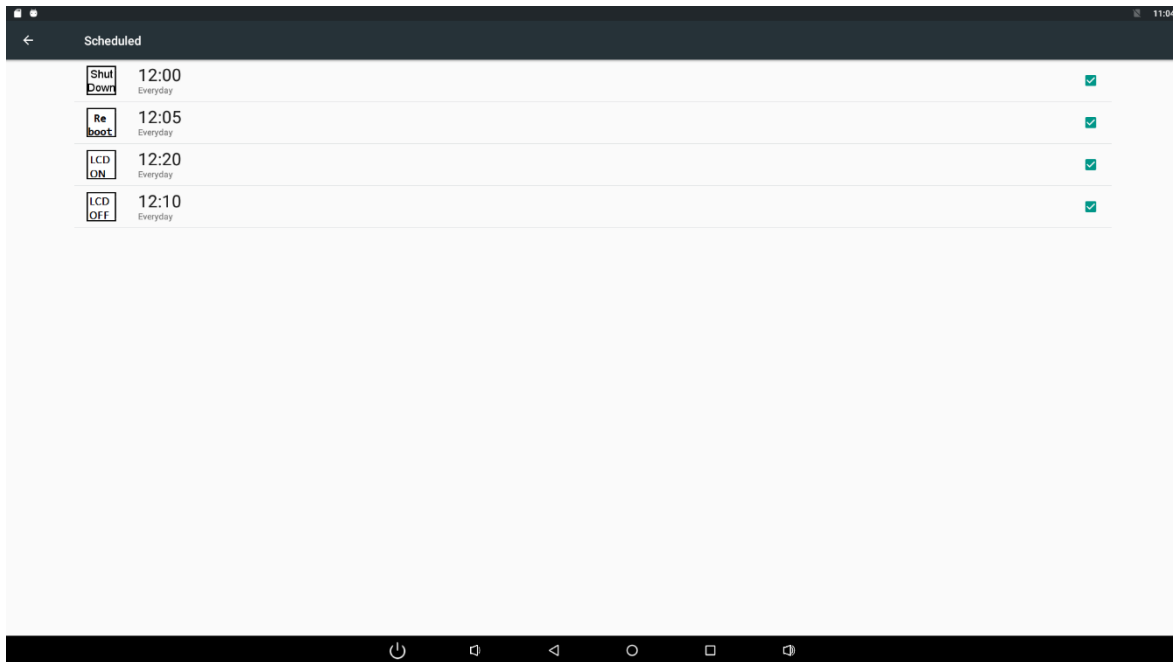 11:04
Scheduled
Shut
Down
12:00
Everyday
Re
boot
12:05
Everyday
LCD
ON
12:20
Everyday
LCD
OFF
12:10
Everyday